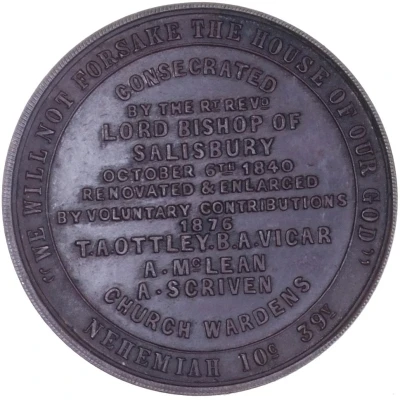 "WE WILL NOT FORSAKE THE HOUSE OF OUR GOD"
NEHEMIAH 10C 39V
CONSECRATED
BY THE RT REVD
LORD BISHOP OF
SALISBURY
OCTOBER 6TH 1840
RENOVATED & ENLARGED
BY VOLUNTARY CONTRIBUTIONS
1876
T.A.OTTLEY.B.A.VICAR
A. McLEAN
A. SCRIVEN
CHURCH WARDENS